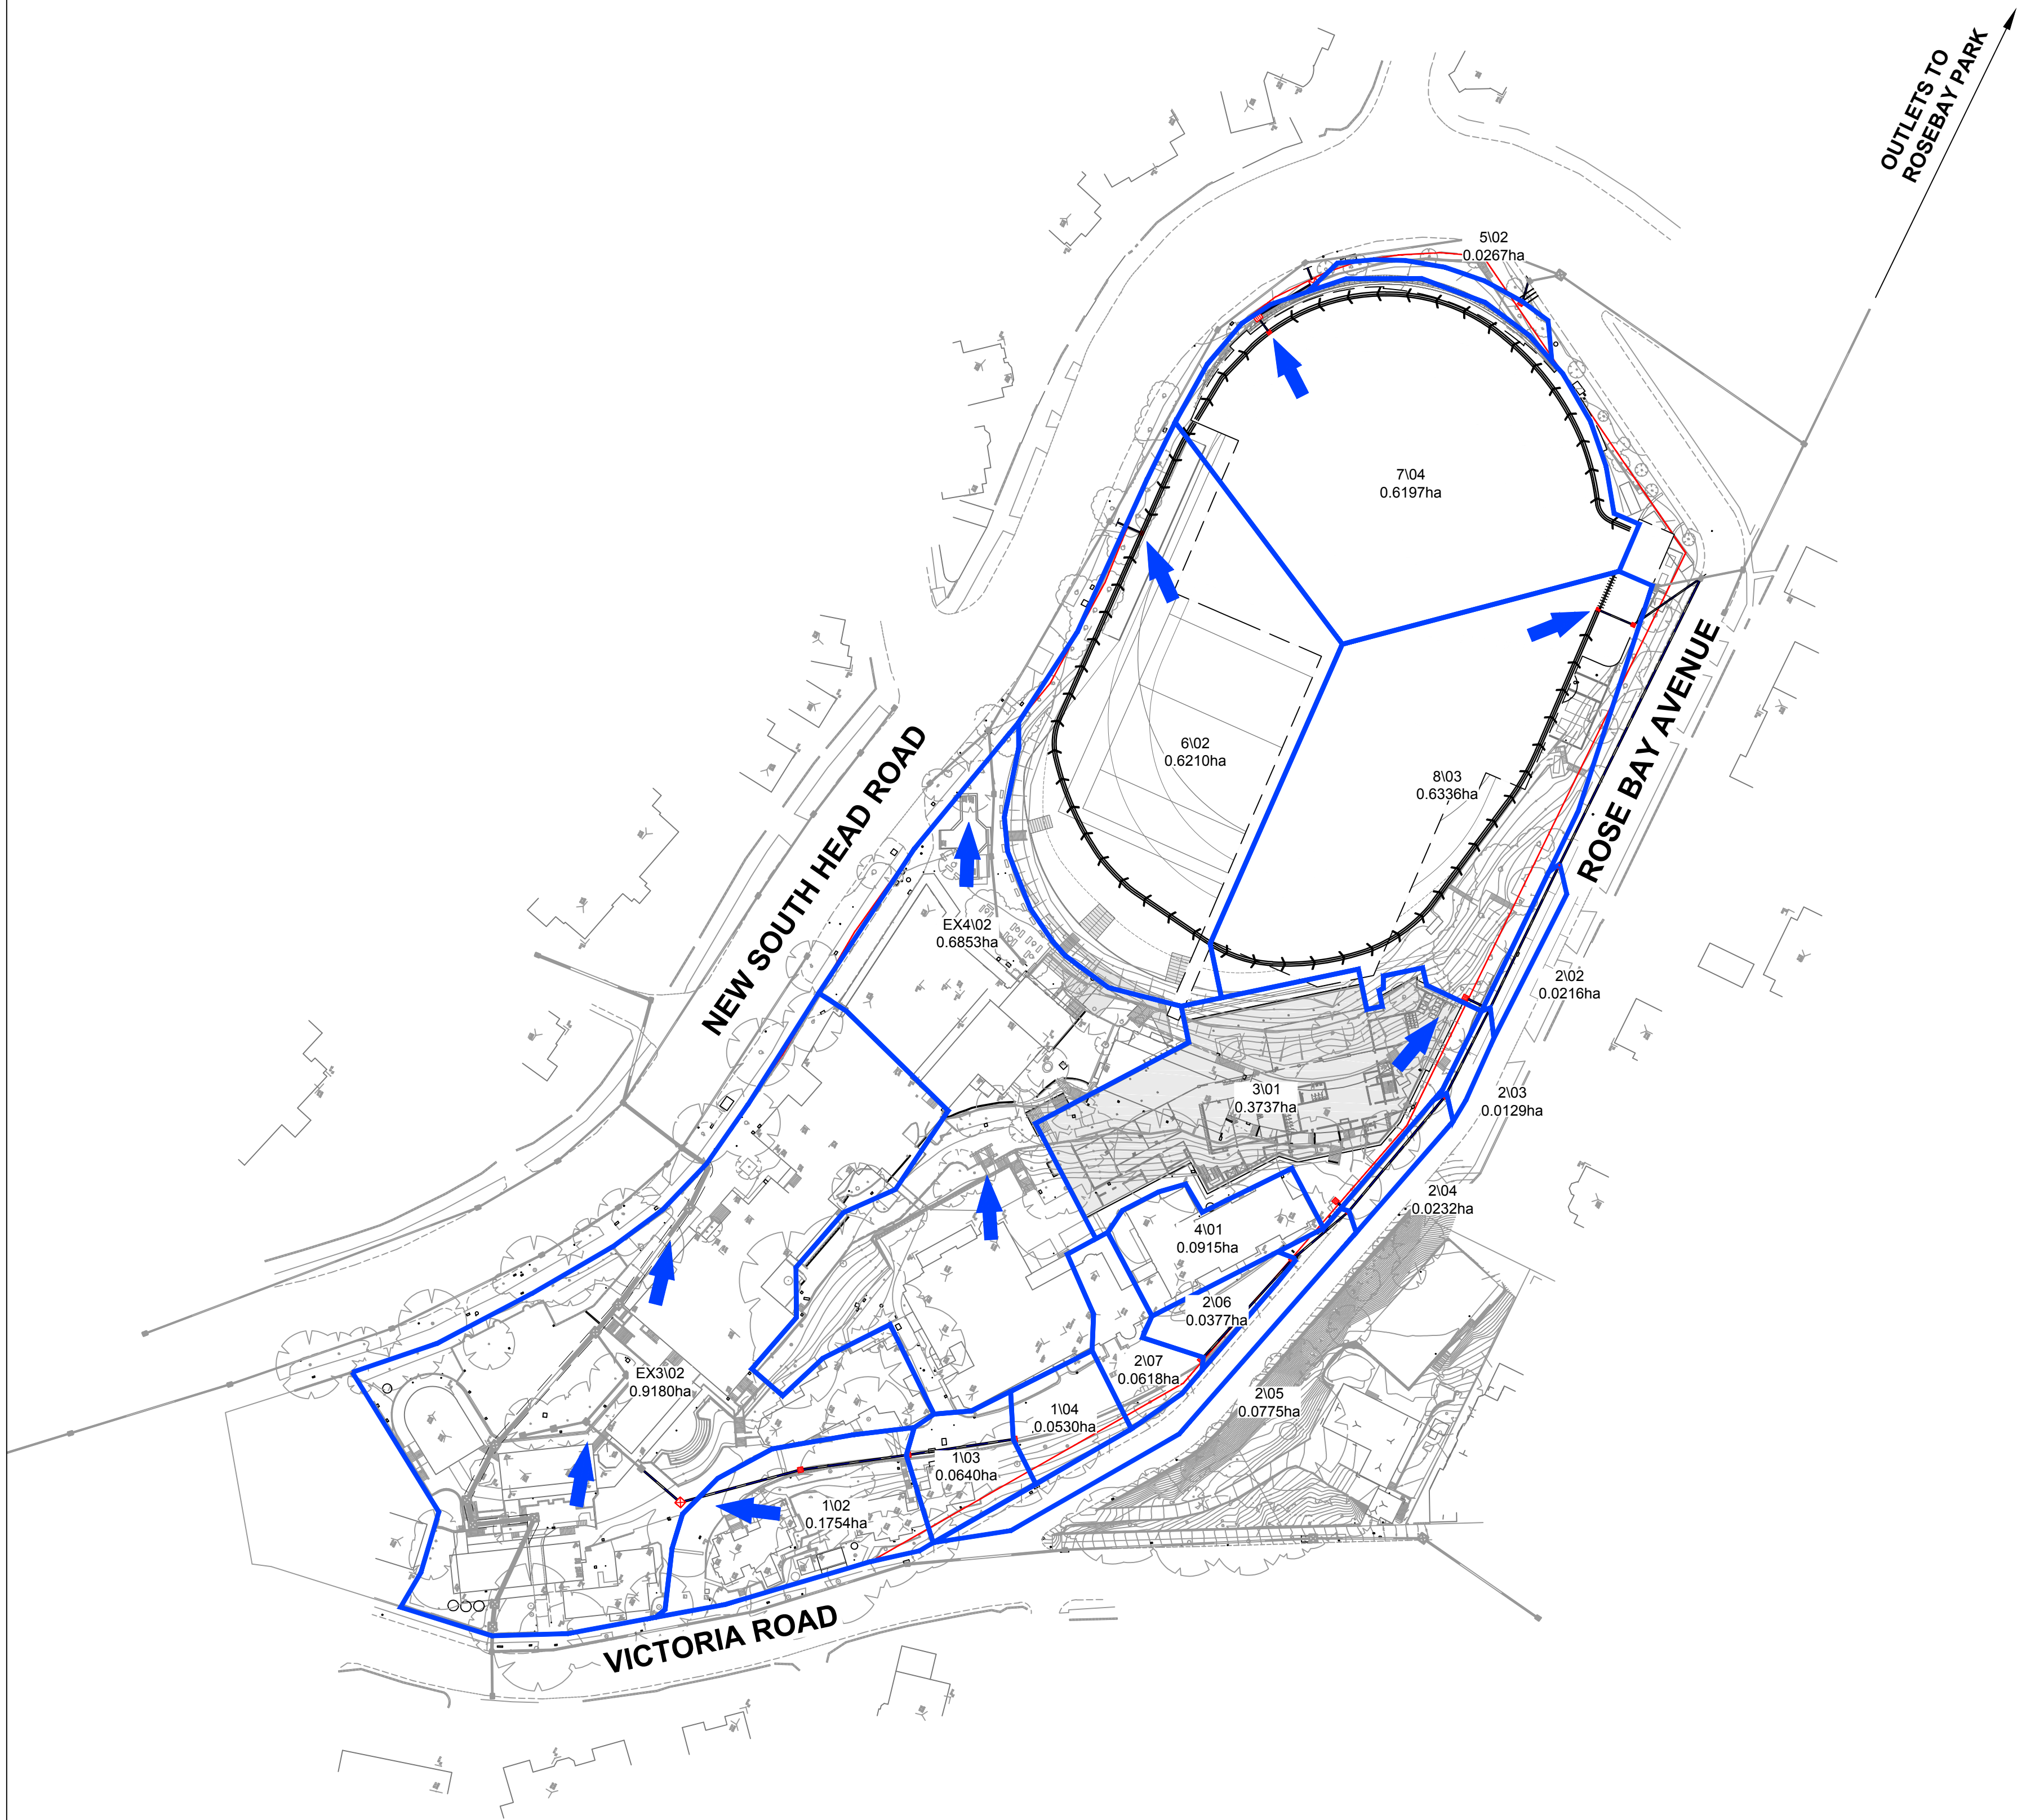 OUTLETS TO
ROSEBAY PARK
5\02
0.0267ha
7\04
0.6197ha
6\02
0.6210ha
8\03
0.6336ha
ROSE BAY AVENUE
NEW SOUTH HEAD ROAD
EX4\02
0.6853ha
2\02
0.0216ha
3\01
0.3737ha
2\03
0.0129ha
2\04
0.0232ha
4\01
0.0915ha
2\06
0.0377ha
2\07
0.0618ha
EX3\02
0.9180ha
2\05
0.0775ha
1\04
0.0530ha
1\03
0.0640ha
1\02
0.1754ha
VICTORIA ROAD